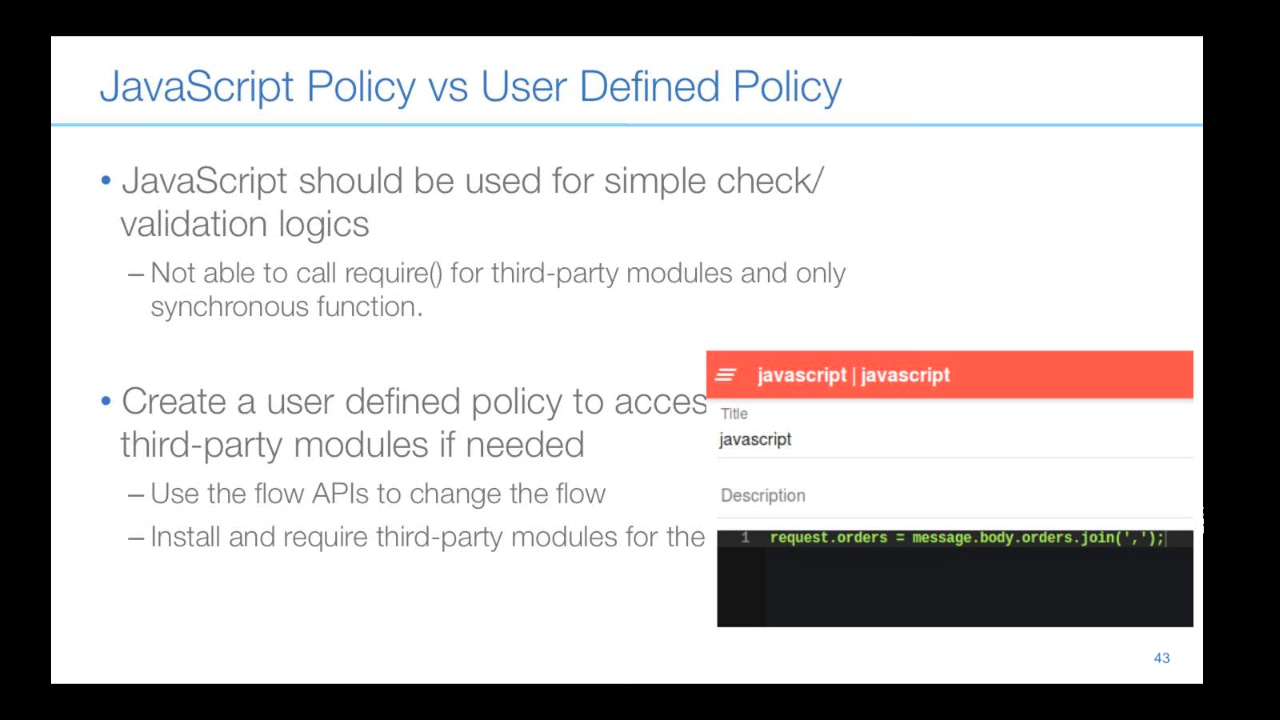 JavaScript Policy vs User Defined Policy
• JavaScript should be used for simple check/
validation logics
– Not able to call require() for third-party modules and only
synchronous function.
• Create a user defined policy to
third-party modules if needed
– Use the flow APIs to change the flow
– Install and require third-party modules for the
javascript | javascript
Title
javascript
Description
1 request.orders = message.body.orders.join(',');
43